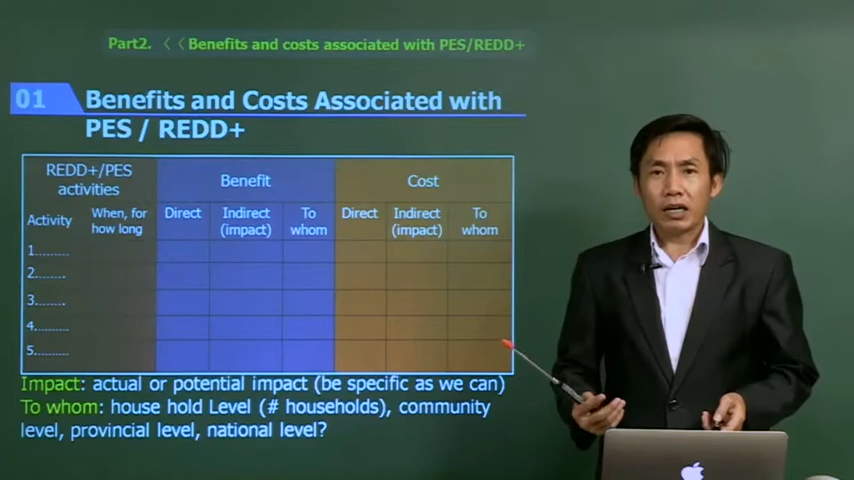 Part2. 〈〈 Benefits and costs associated with PES/REDD+
01
Benefits and Costs Associated with
PES / REDD+
REDD+/PES
activities
Benefit
Cost
Activity
When, for
how long
Direct
Indirect
(impact)
To
whom
Direct
Indirect
(impact)
To
whom
1.........
2........
3........
4.........
5.........
Impact: actual or potential impact (be specific as we can)
To whom: house hold Level (# households), community
level, provincial level, national level?